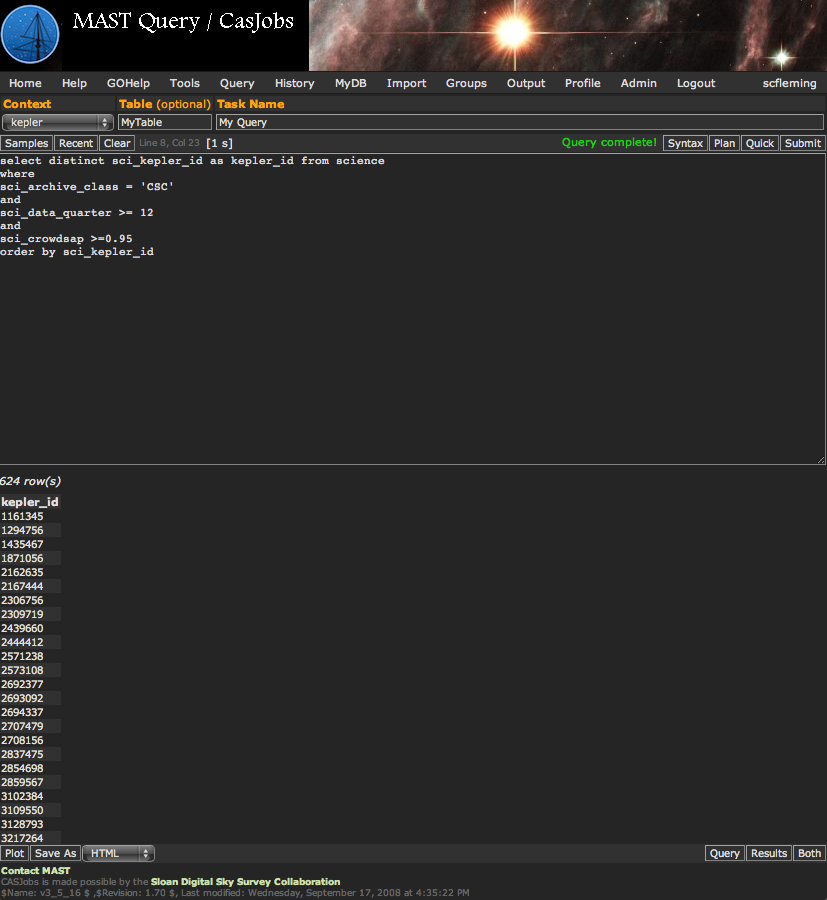 MAST Query / CasJobs
Home Help GOHelp Tools Query History MyDB Import Groups Output Profile Admin Logout scfleming
Context Table (optional) Task Name
kepler MyTable My Query
Samples Recent Clear Line 8, Col 23 [1 s] Query complete! Syntax Plan Quick Submit
select distinct sci_kepler_id as kepler_id from science
where
sci_archive_class = 'CSC'
and
sci_data_quarter >= 12
and
sci_crowdsap >=0.95
order by sci_kepler_id
624 row(s)
kepler_id
1161345
1294756
1435467
1871056
2162635
2167444
2306756
2309719
2439660
2444412
2571238
2573108
2692377
2693092
2694337
2707479
2708156
2837475
2854698
2859567
3102384
3109550
3128793
3217264
Plot Save As HTML Query Results Both
Contact MAST
CASJobs is made possible by the Sloan Digital Sky Survey Collaboration
$Name: v3_5_16 $ ,$Revision: 1.70 $, Last modified: Wednesday, September 17, 2008 at 4:35:22 PM